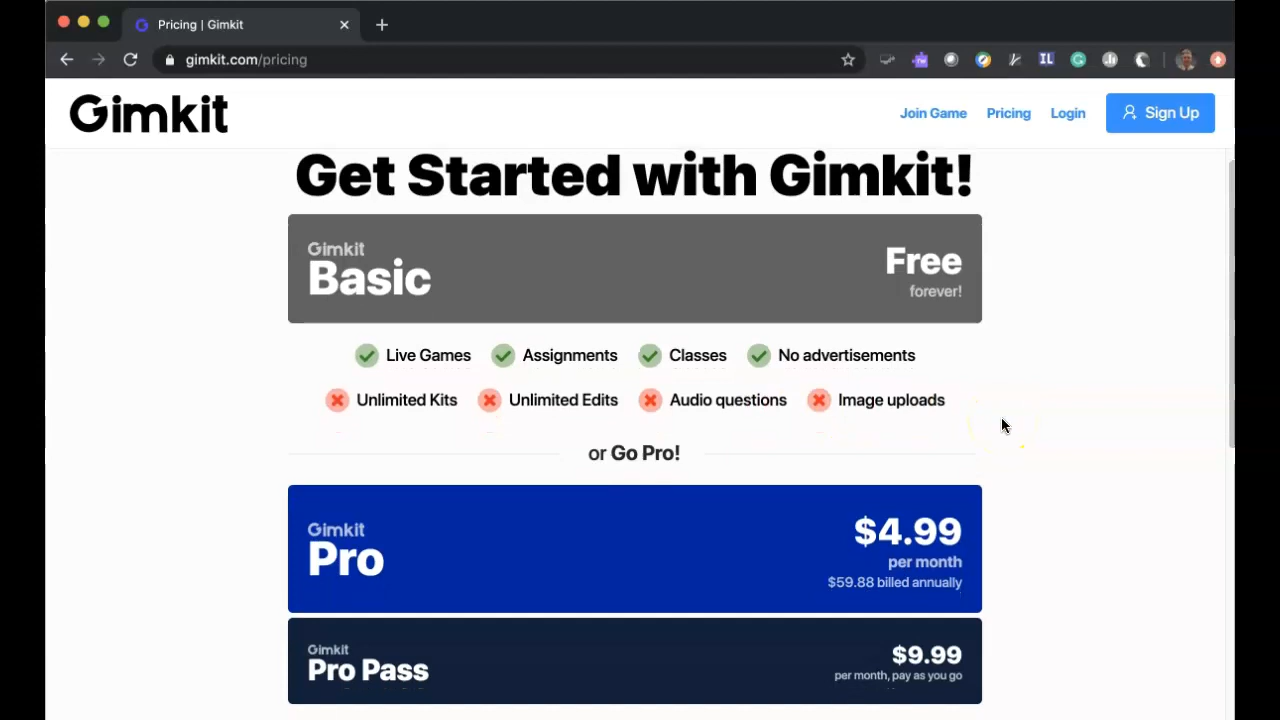 Pricing | Gimkit
gimkit.com/pricing
Gimkit
Join Game Pricing Login Sign Up
Get Started with Gimkit!
Gimkit
Basic
Free
forever!
Live Games Assignments Classes No advertisements
Unlimited Kits Unlimited Edits Audio questions Image uploads
or Go Pro!
Gimkit
Pro
$4.99
per month
$59.88 billed annually
Gimkit
Pro Pass
$9.99
per month, pay as you go